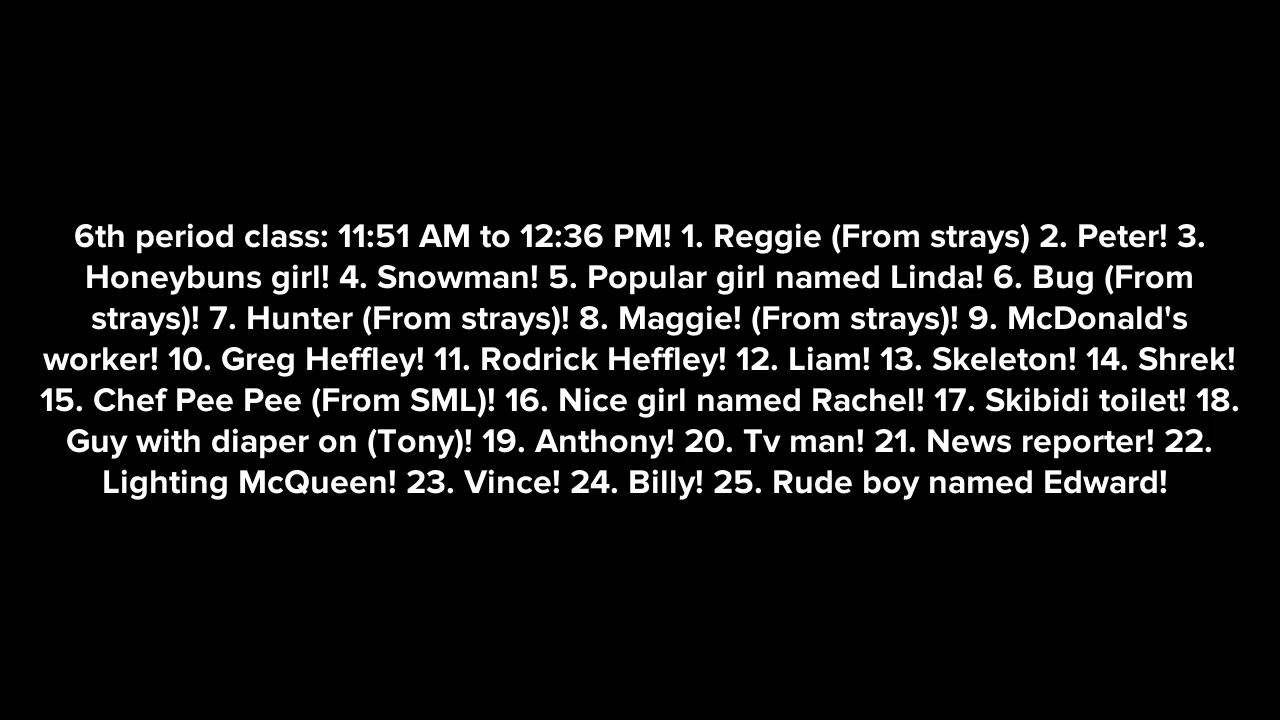 6th period class: 11:51 AM to 12:36 PM! 1. Reggie (From strays) 2. Peter! 3.
Honeybuns girl! 4. Snowman! 5. Popular girl named Linda! 6. Bug (From
strays)! 7. Hunter (From strays)! 8. Maggie! (From strays)! 9. McDonald's
worker! 10. Greg Heffley! 11. Rodrick Heffley! 12. Liam! 13. Skeleton! 14. Shrek!
15. Chef Pee Pee (From SML)! 16. Nice girl named Rachel! 17. Skibidi toilet! 18.
Guy with diaper on (Tony)! 19. Anthony! 20. Tv man! 21. News reporter! 22.
Lighting McQueen! 23. Vince! 24. Billy! 25. Rude boy named Edward!